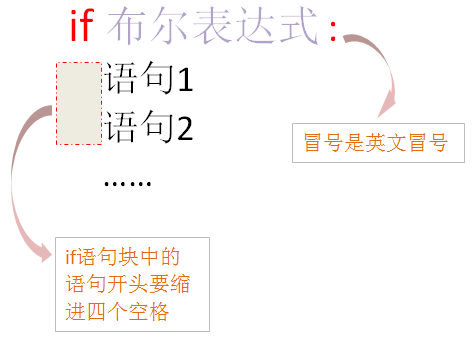 if 布尔表达式 :
语句1
语句2
……
冒号是英文冒号
if语句块中的
语句开头要缩
进四个空格